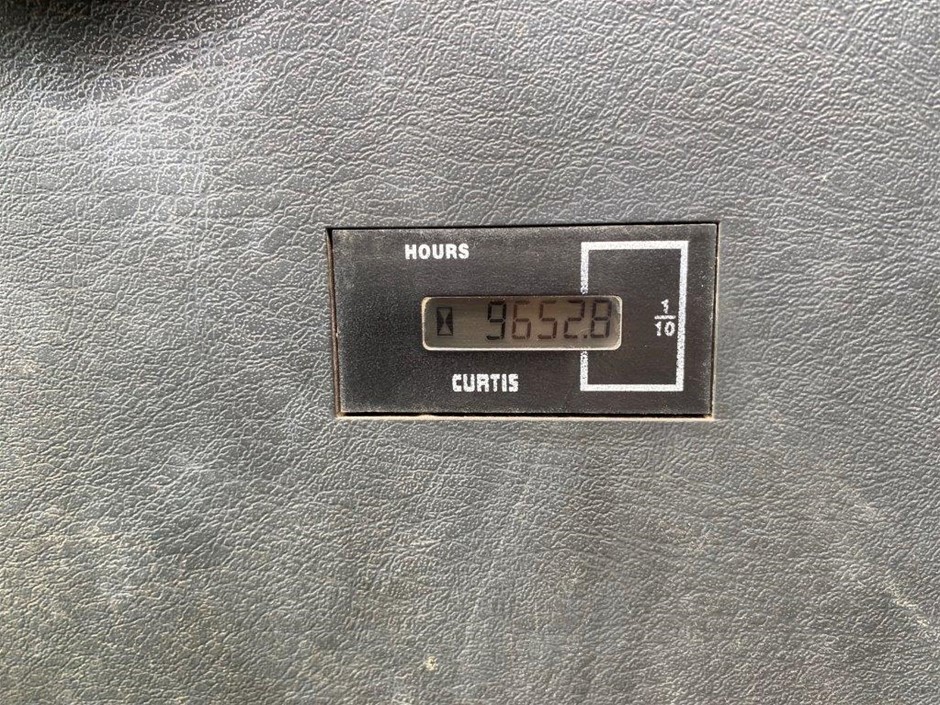 HOURS
9652.8
1/10
CURTIS